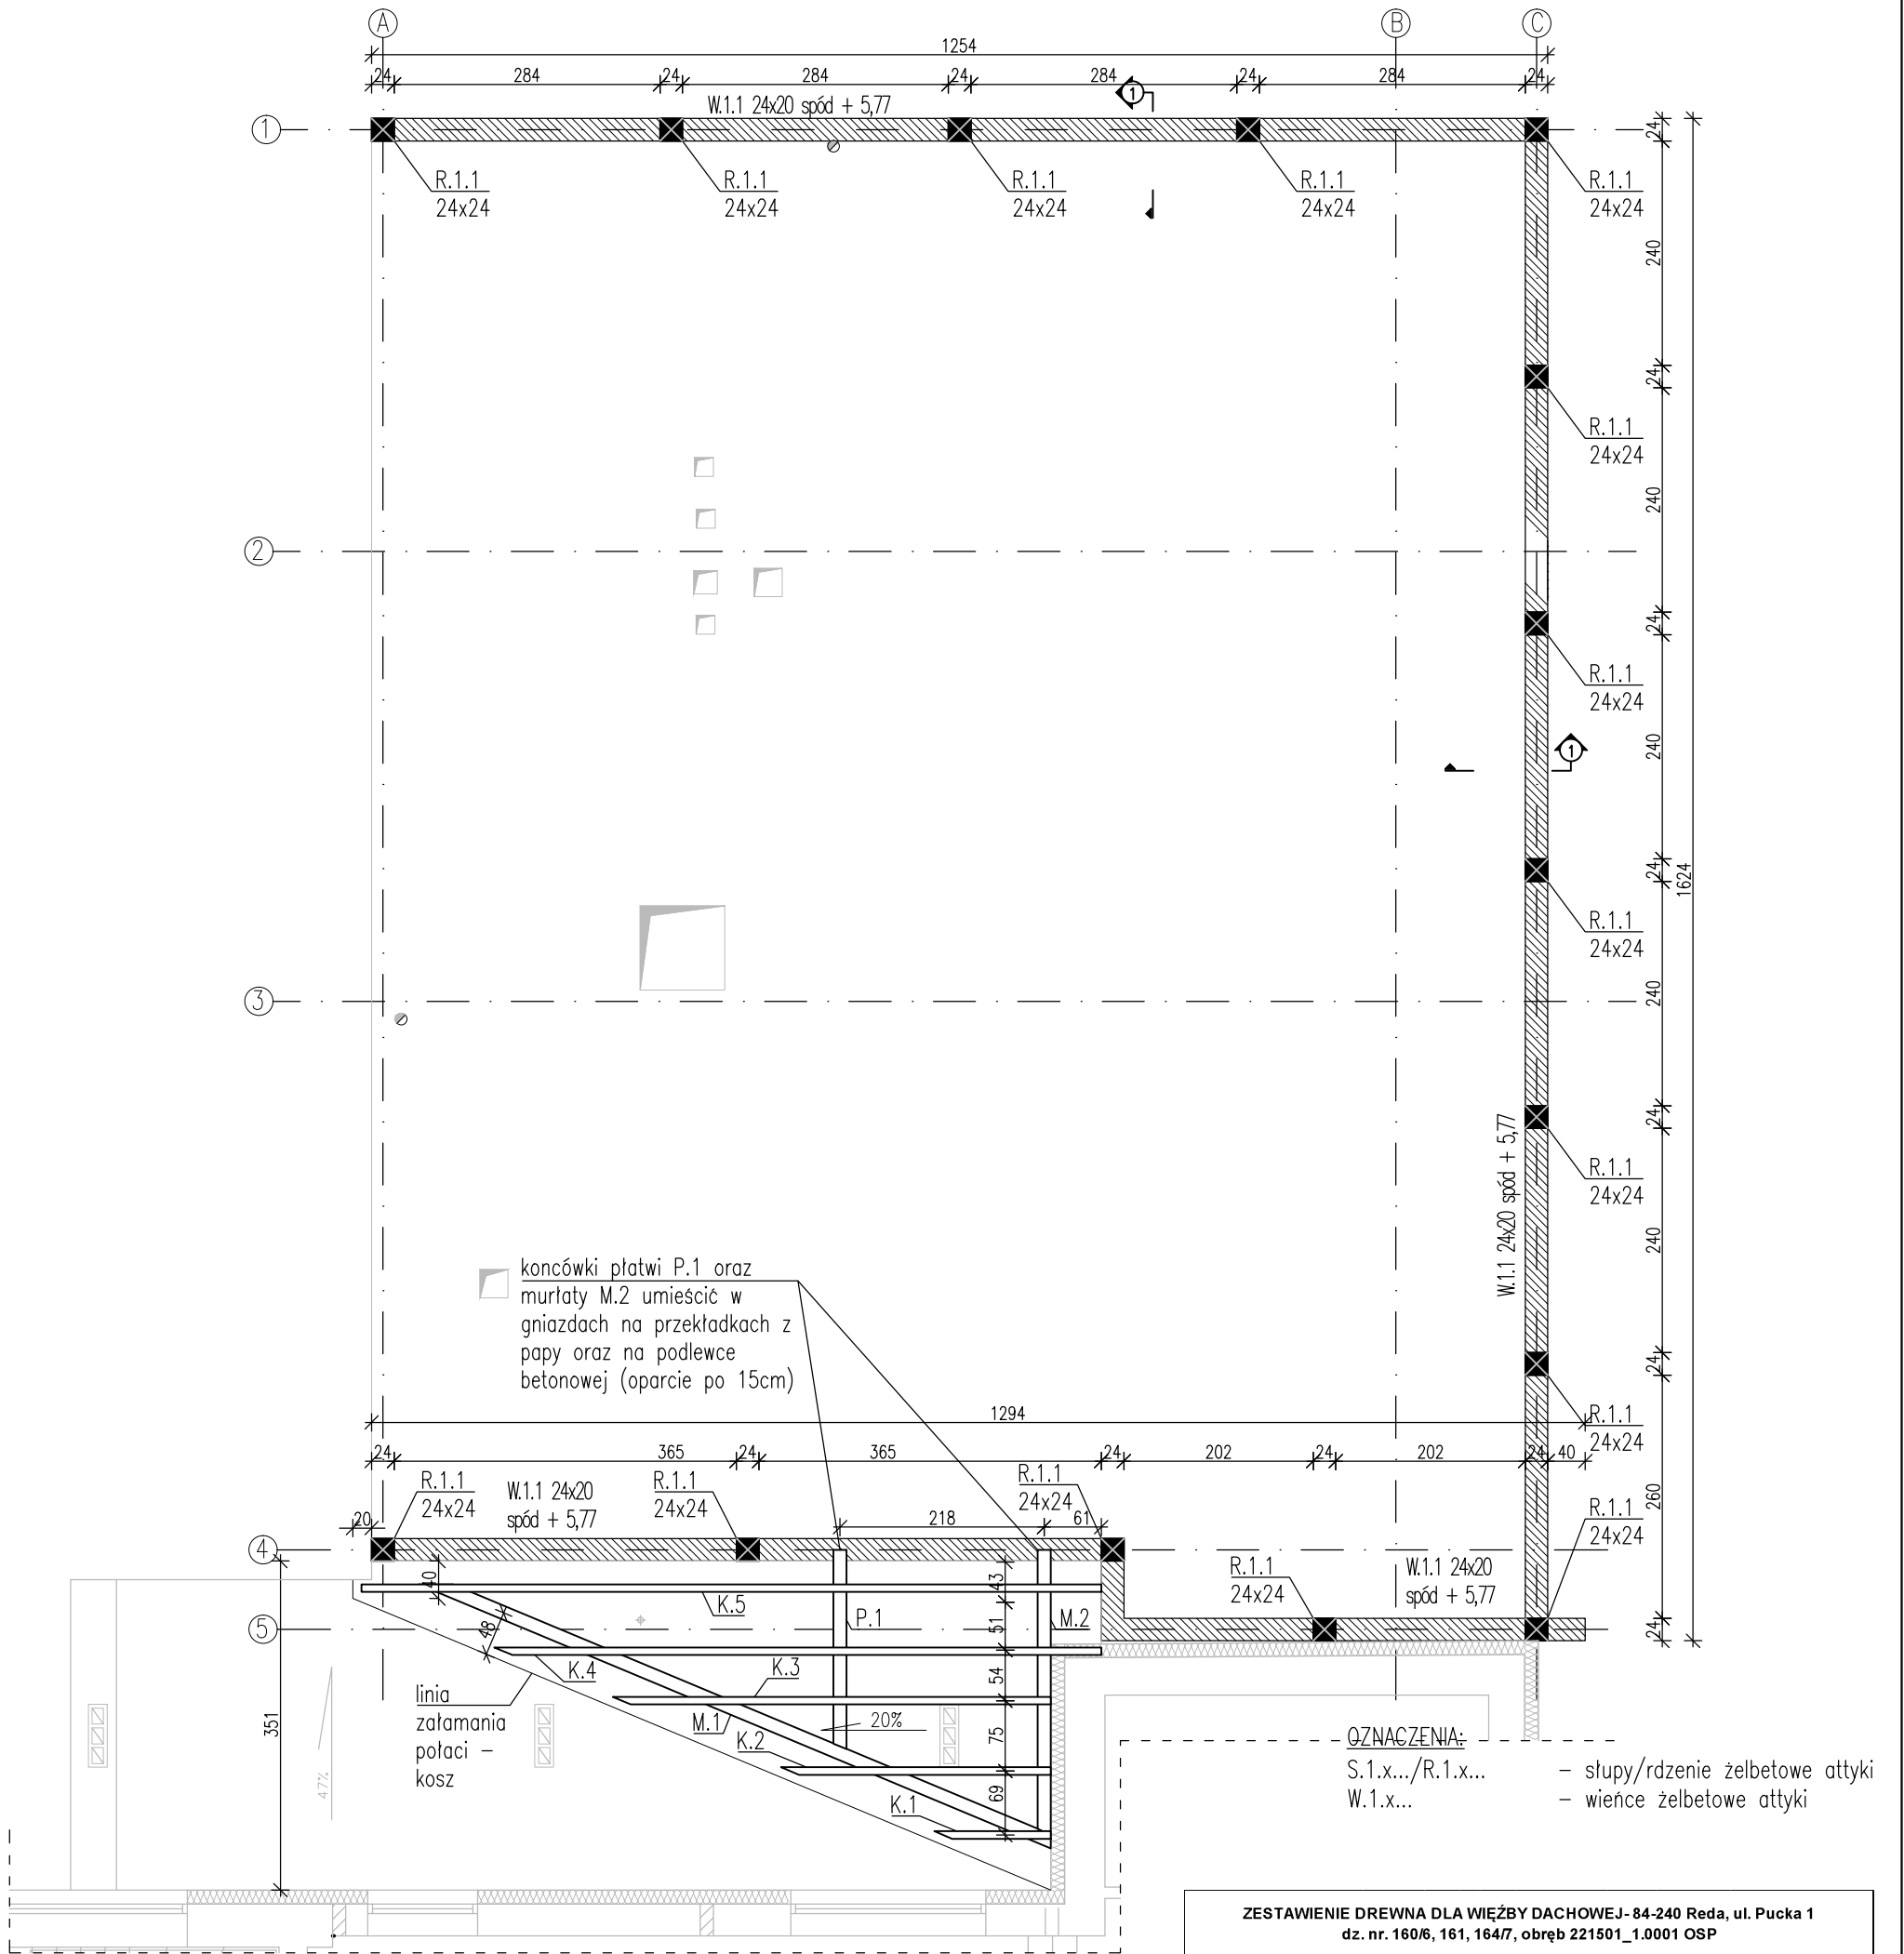 A
B
C
1254
24
284
24
284
24
284
24
284
24
W.1.1 24x20 spód + 5,77
1
1
24
R.1.1
24x24
R.1.1
24x24
R.1.1
24x24
R.1.1
24x24
R.1.1
24x24
240
24
R.1.1
24x24
240
2
24
R.1.1
24x24
240
1
24
1624
R.1.1
24x24
240
3
24
R.1.1
24x24
W.1.1 24x20 spód + 5,77
240
24
R.1.1
24x24
260
koncówki płatwi P.1 oraz
murłaty M.2 umieścić w
gniazdach na przekładkach z
papy oraz na podlewce
betonowej (oparcie po 15cm)
1294
24
365
24
365
24
202
24
202
24
40
R.1.1
24x24
W.1.1 24x20
spód + 5,77
R.1.1
24x24
R.1.1
24x24
R.1.1
24x24
20
218
61
4
40
43
R.1.1
24x24
W.1.1 24x20
spód + 5,77
K.5
P.1
M.2
5
48
51
24
K.4
K.3
54
linia
załamania
połaci –
kosz
351
47%
M.1
20%
K.2
75
K.1
69
OZNACZENIA:
S.1.x.../R.1.x... – słupy/rdzenie żelbetowe attyki
W.1.x... – wieńce żelbetowe attyki
ZESTAWIENIE DREWNA DLA WIĘŹBY DACHOWEJ- 84-240 Reda, ul. Pucka 1
dz. nr. 160/6, 161, 164/7, obręb 221501_1.0001 OSP